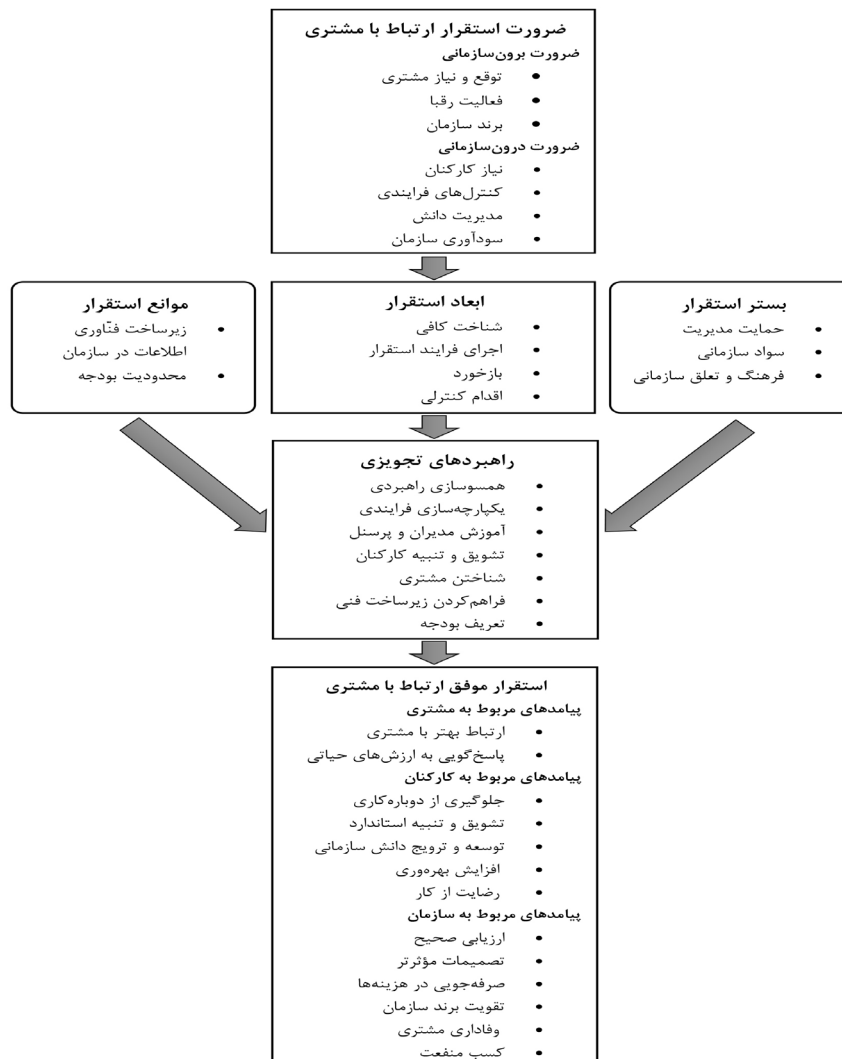 ضرورت استقرار ارتباط با مشتری
ضرورت برون‌سازمانی
• توقع و نیاز مشتری
• فعالیت رقبا
• برند سازمان
ضرورت درون‌سازمانی
• نیاز کارکنان
• کنترل‌های فرایندی
• مدیریت دانش
• سودآوری سازمان
بستر استقرار
• حمایت مدیریت
• سواد سازمانی
• فرهنگ و تعلق سازمانی
ابعاد استقرار
• شناخت کافی
• اجرای فرایند استقرار
• بازخورد
• اقدام کنترلی
موانع استقرار
• زیرساخت فنّاوری
اطلاعات در سازمان
• محدودیت بودجه
راهبردهای تجویزی
• همسوسازی راهبردی
• یکپارچه‌سازی فرایندی
• آموزش مدیران و پرسنل
• تشویق و تنبیه کارکنان
• شناختن مشتری
• فراهم‌کردن زیرساخت فنی
• تعریف بودجه
استقرار موفق ارتباط با مشتری
پیامدهای مربوط به مشتری
• ارتباط بهتر با مشتری
• پاسخ‌گویی به ارزش‌های حیاتی
پیامدهای مربوط به کارکنان
• جلوگیری از دوباره‌کاری
• تشویق و تنبیه استاندارد
• توسعه و ترویج دانش سازمانی
• افزایش بهره‌وری
• رضایت از کار
پیامدهای مربوط به سازمان
• ارزیابی صحیح
• تصمیمات مؤثرتر
• صرفه‌جویی در هزینه‌ها
• تقویت برند سازمان
• وفاداری مشتری
• کسب منفعت